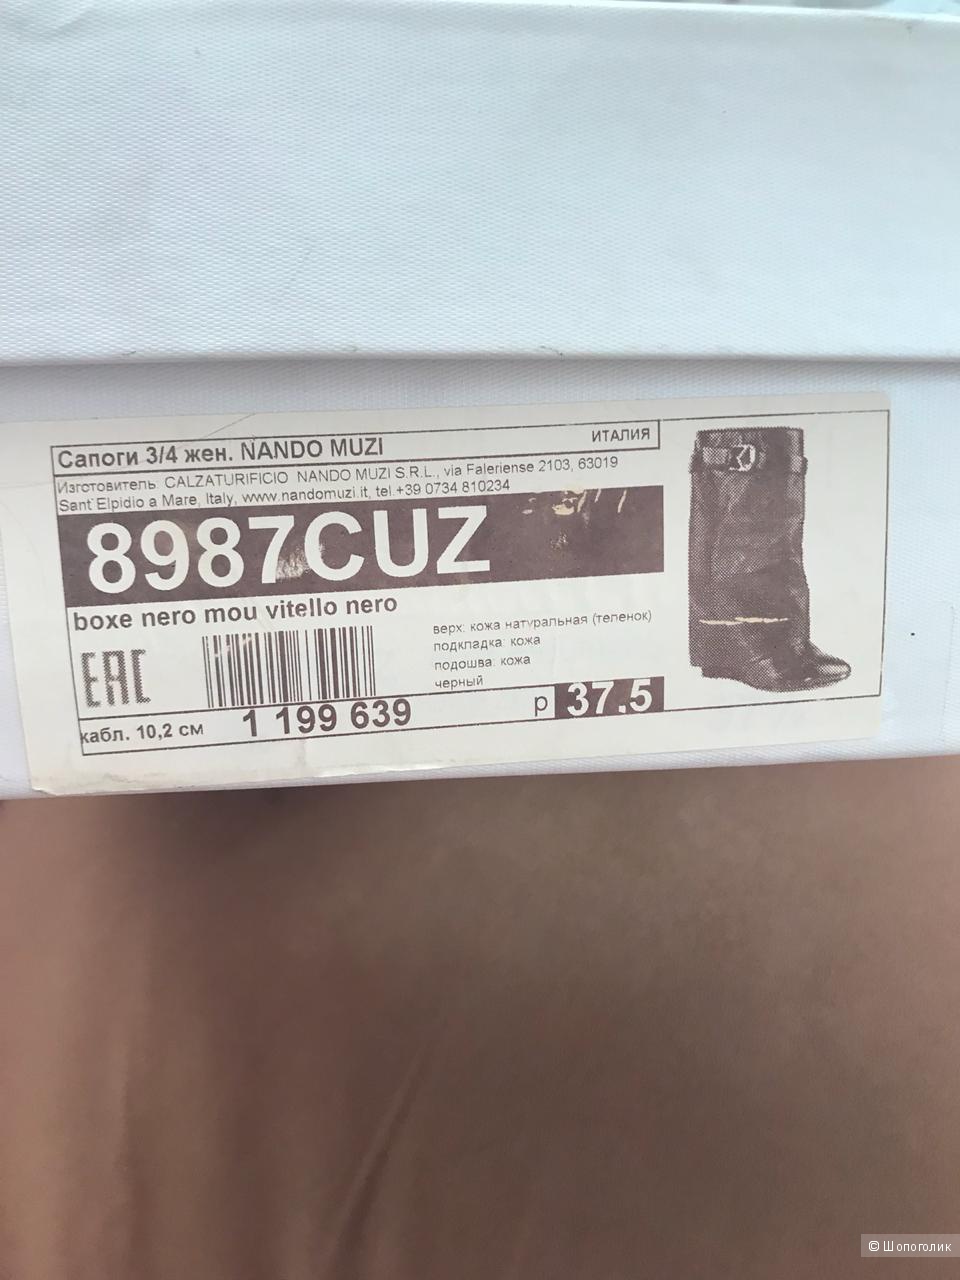 Сапоги 3/4 жен. NANDO MUZI
ИТАЛИЯ
Изготовитель: CALZATURIFICIO NANDO MUZI S.R.L., via Faleriense 2103, 63019
Sant`Elpidio a Mare, Italy, www.nandomuzi.it, tel.+39 0734 810234
8987CUZ
boxe nero mou vitello nero
EAC
верх: кожа натуральная (теленок)
подкладка: кожа
подошва: кожа
черный
кабл. 10,2 см
1 199 639
р 37.5
© Шопоголик